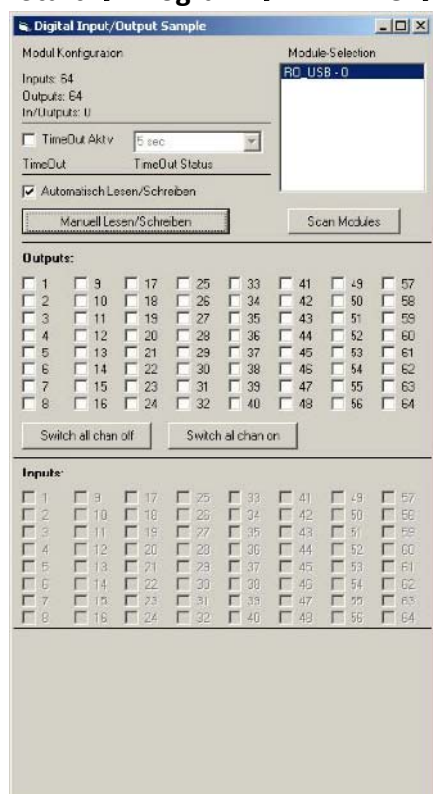 Digital Input/Output Sample
Modul Konfiguraion
Module-Selection
Inputs: 64
Outputs: 64
In/Outputs: 0
RO_USB - 0
TimeOut Aktv
5 sec
TimeOut
TimeOut Status
Automatisch Lesen/Schreiben
Manuell Lesen/Schreiben
Scan Modules
Outputs:
1 9 17 25 33 41 49 57
2 10 18 26 34 42 50 58
3 11 19 27 35 43 51 59
4 12 20 28 36 44 52 60
5 13 21 29 37 45 53 61
6 14 22 30 38 46 54 62
7 15 23 31 39 47 55 63
8 16 24 32 40 48 56 64
Switch all chan off
Switch al chan on
Inputs:
1 9 17 25 33 41 49 57
2 10 18 26 34 42 50 58
3 11 19 27 35 43 51 59
4 12 20 28 36 44 52 60
5 13 21 29 37 45 53 61
6 14 22 30 38 46 54 62
7 15 23 31 39 47 55 63
8 16 24 32 40 48 56 64